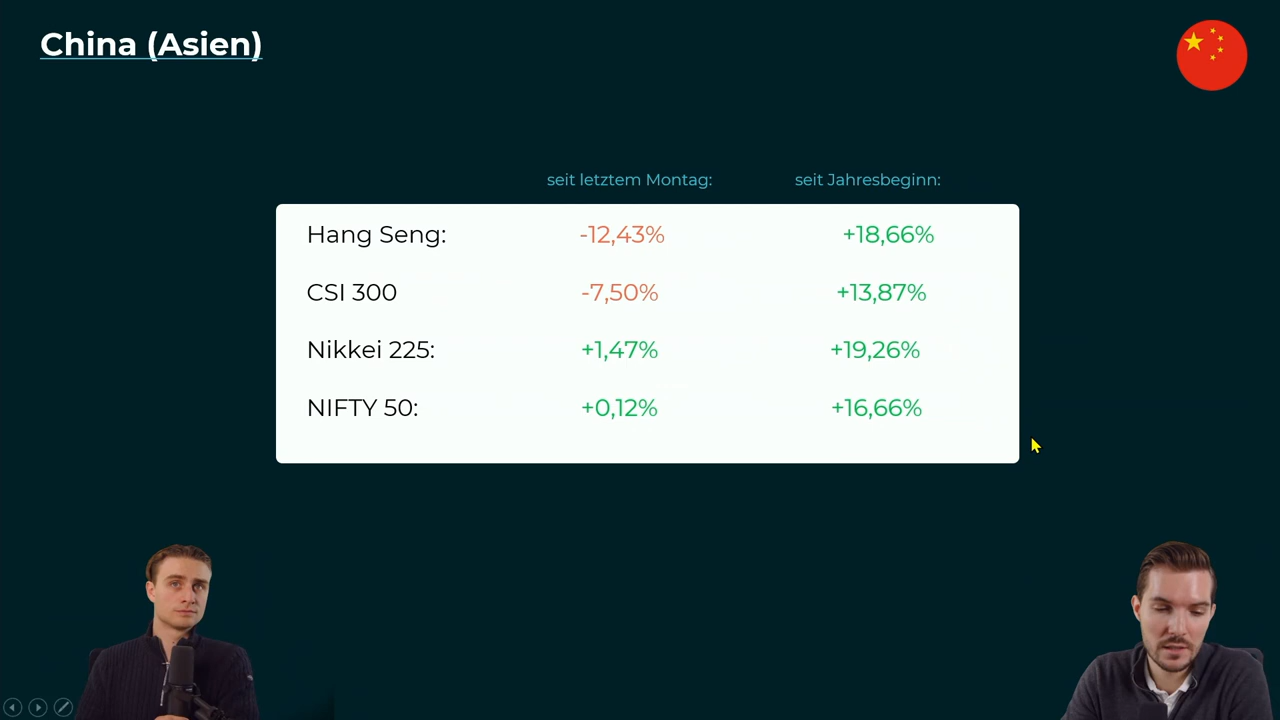 China (Asien)
seit letztem Montag: seit Jahresbeginn:
Hang Seng: -12,43% +18,66%
CSI 300 -7,50% +13,87%
Nikkei 225: +1,47% +19,26%
NIFTY 50: +0,12% +16,66%